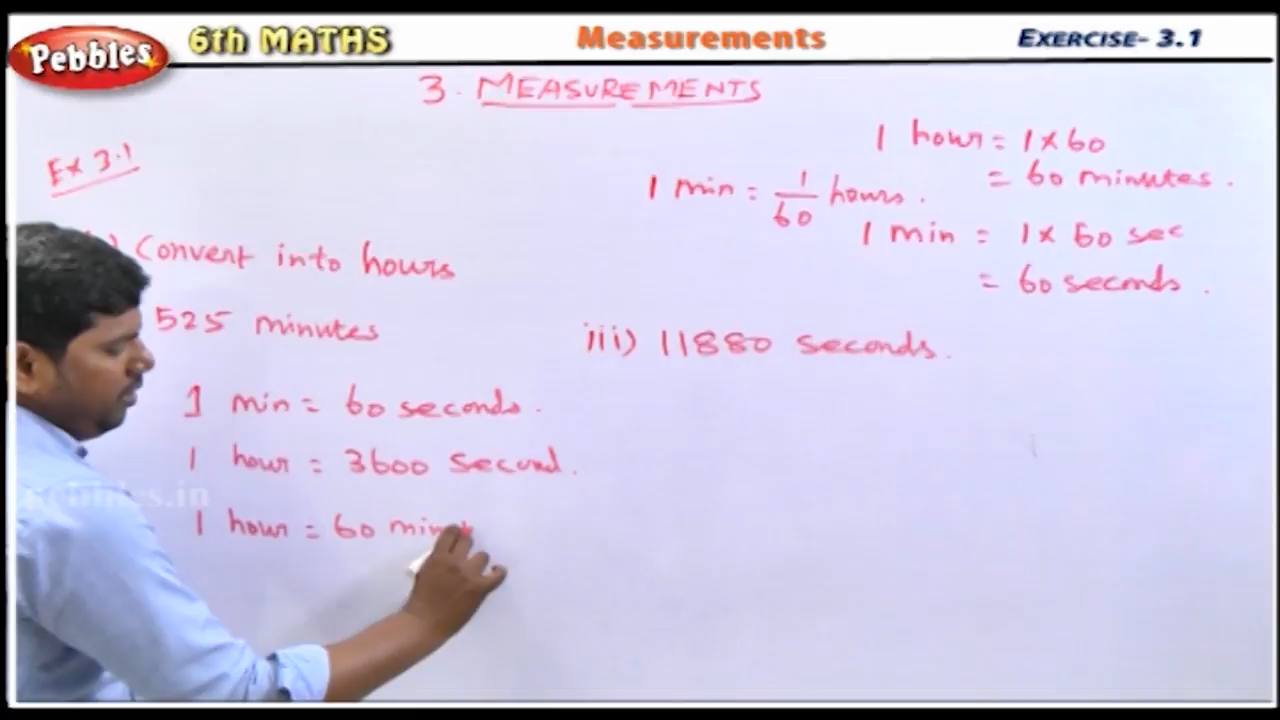 Pebbles
6th MATHS
Measurements
EXERCISE- 3.1
3. MEASUREMENTS
Ex 3.1
1 hour = 1 x 60
= 60 minutes.
1 min = 1/60 hours.
1 min = 1 x 60 sec
= 60 seconds.
) Convert into hours
525 minutes
iii) 11880 seconds.
1 min = 60 seconds.
1 hour = 3600 second.
1 hour = 60 minut